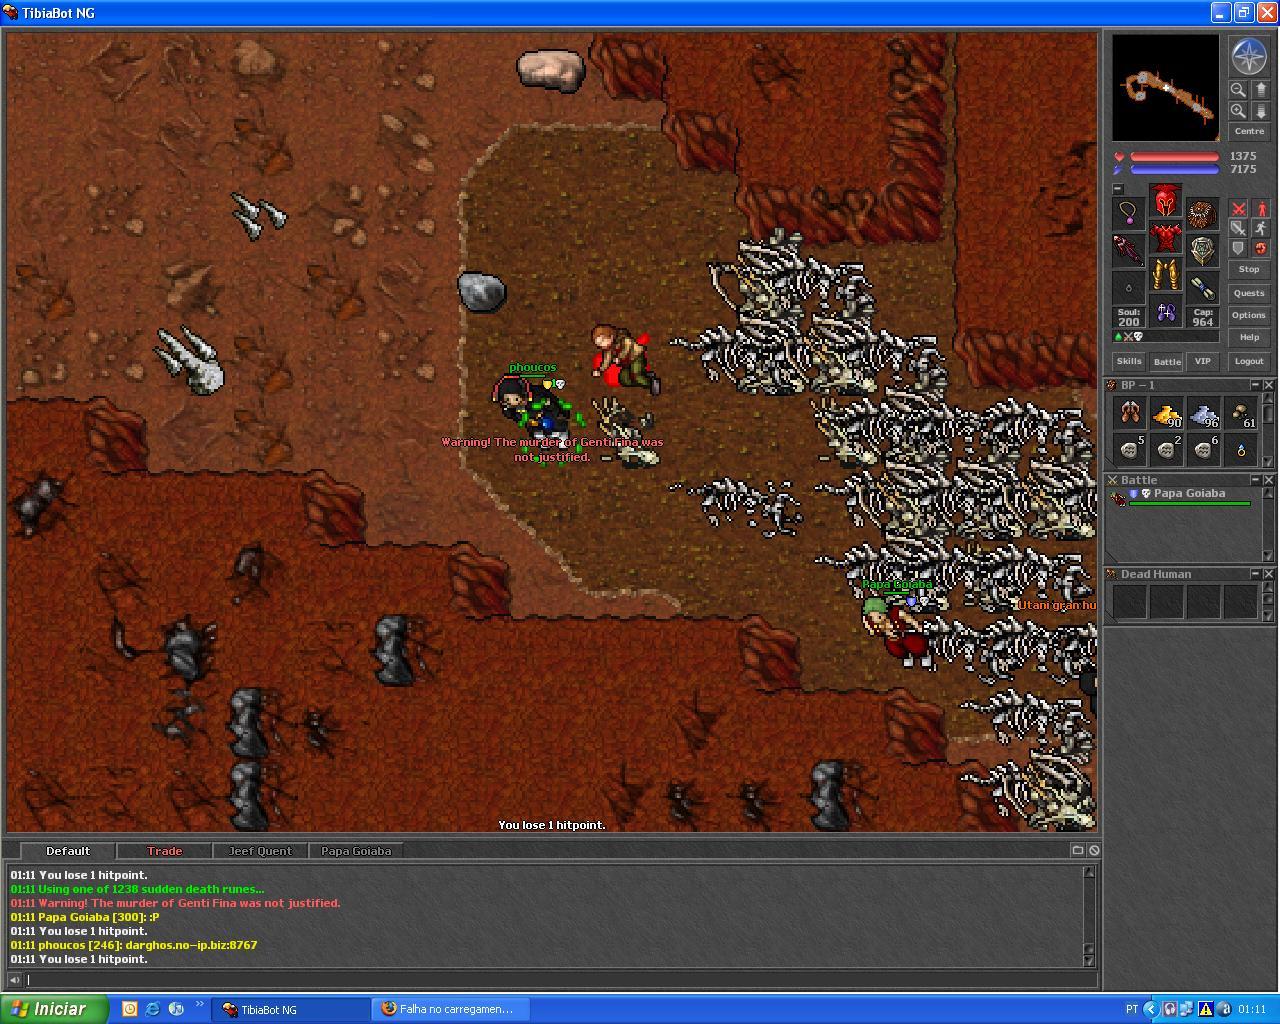 TibiaBot NG
Centre
1375
7175
Soul:
200
Cap:
964
Stop
Quests
Options
Help
Skills
Battle
VIP
Logout
BP - 1
90
96
61
5
2
6
Battle
Papa Goiaba
Dead Human
phoucos
Warning! The murder of Genti Fina was
not justified.
Papa Goiaba
Utani gran hu
You lose 1 hitpoint.
Default
Trade
Jeef Quent
Papa Goiaba
01:11 You lose 1 hitpoint.
01:11 Using one of 1238 sudden death runes...
01:11 Warning! The murder of Genti Fina was not justified.
01:11 Papa Goiaba [300]: :P
01:11 You lose 1 hitpoint.
01:11 phoucos [246]: darghos.no-ip.biz:8767
01:11 You lose 1 hitpoint.
Iniciar
TibiaBot NG
Falha no carregamen...
PT
01:11